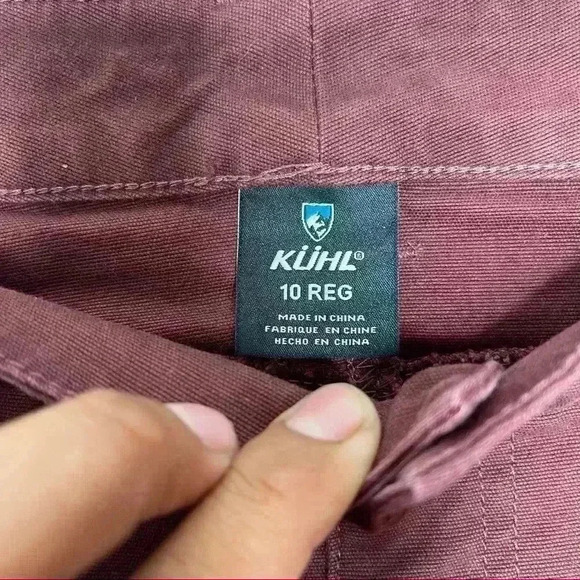 KÜHL®
10 REG
MADE IN CHINA
FABRIQUE EN CHINE
HECHO EN CHINA